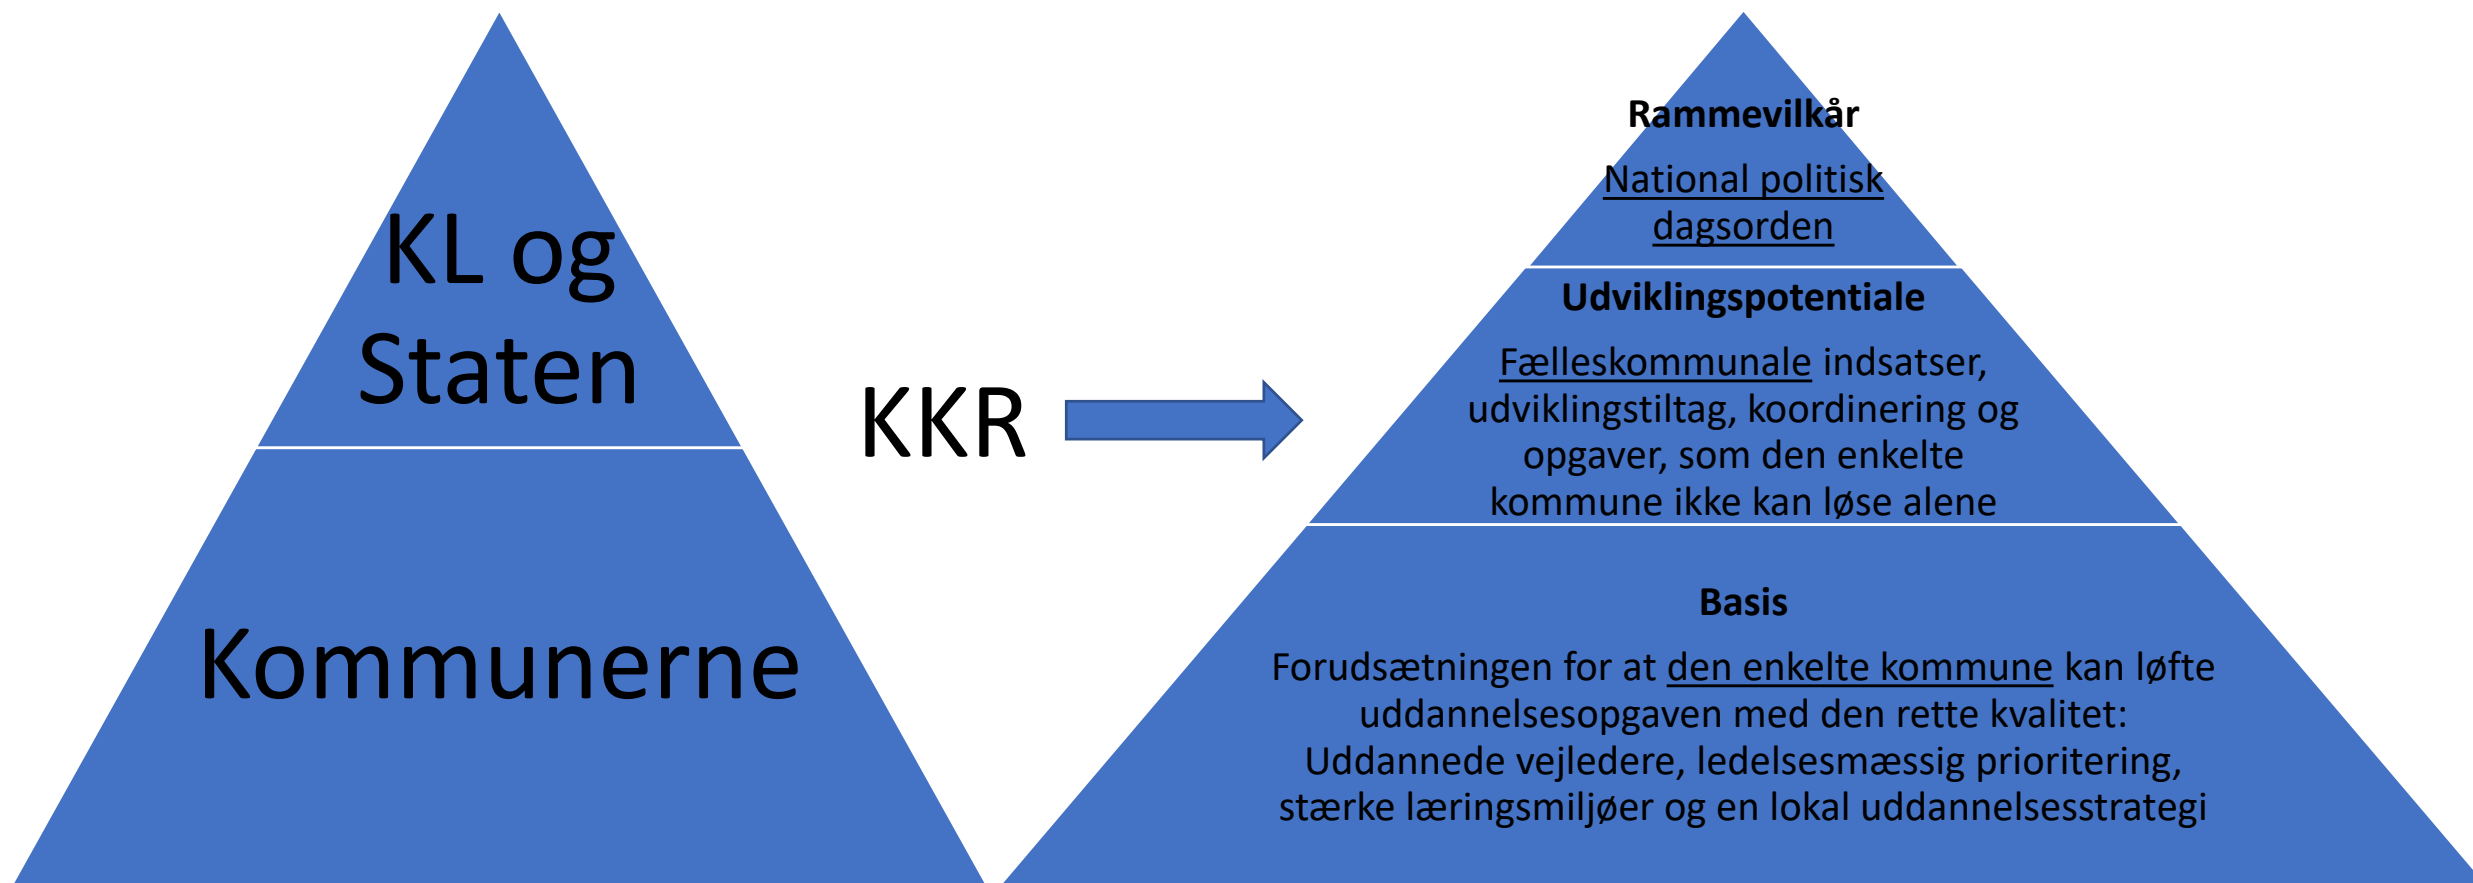 KL og
Staten
Kommunerne
KKR
Rammevilkår
National politisk
dagsorden
Udviklingspotentiale
Fælleskommunale indsatser,
udviklingstiltag, koordinering og
opgaver, som den enkelte
kommune ikke kan løse alene
Basis
Forudsætningen for at den enkelte kommune kan løfte
uddannelsesopgaven med den rette kvalitet:
Uddannede vejledere, ledelsesmæssig prioritering,
stærke læringsmiljøer og en lokal uddannelsesstrategi